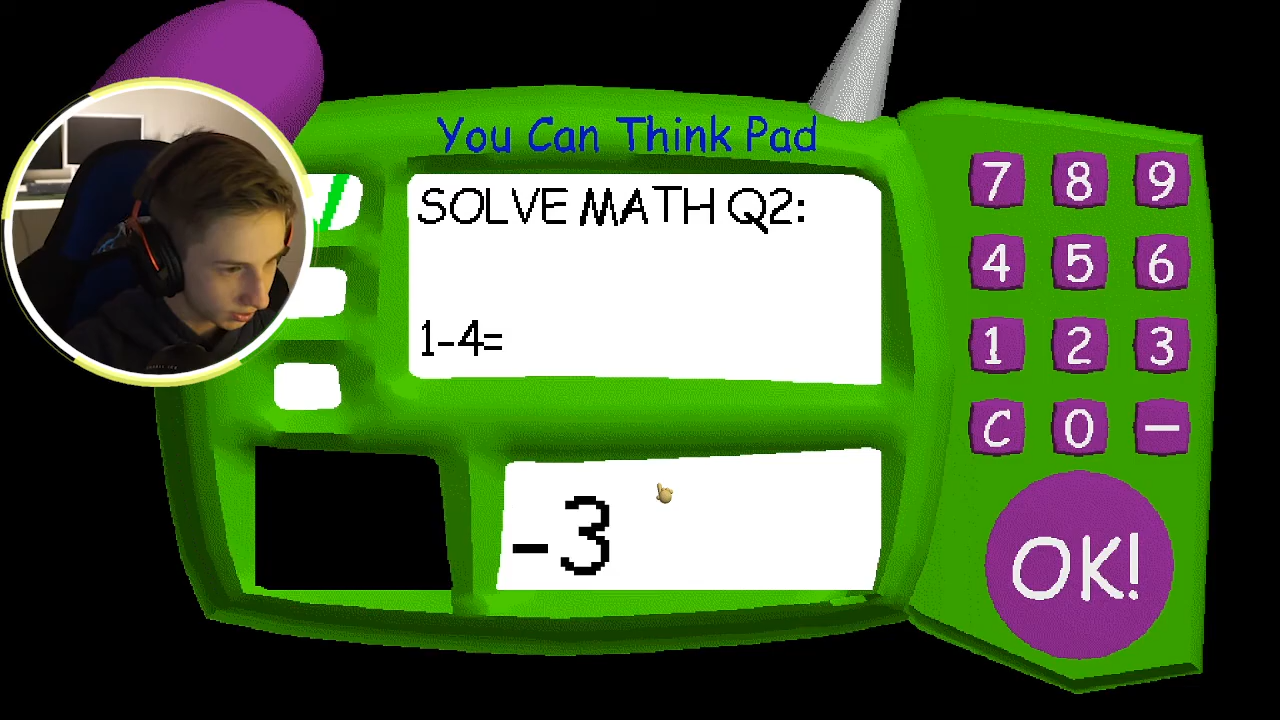 You Can Think Pad
SOLVE MATH Q2:
1-4=
-3
7 8 9
4 5 6
1 2 3
C 0 -
OK!